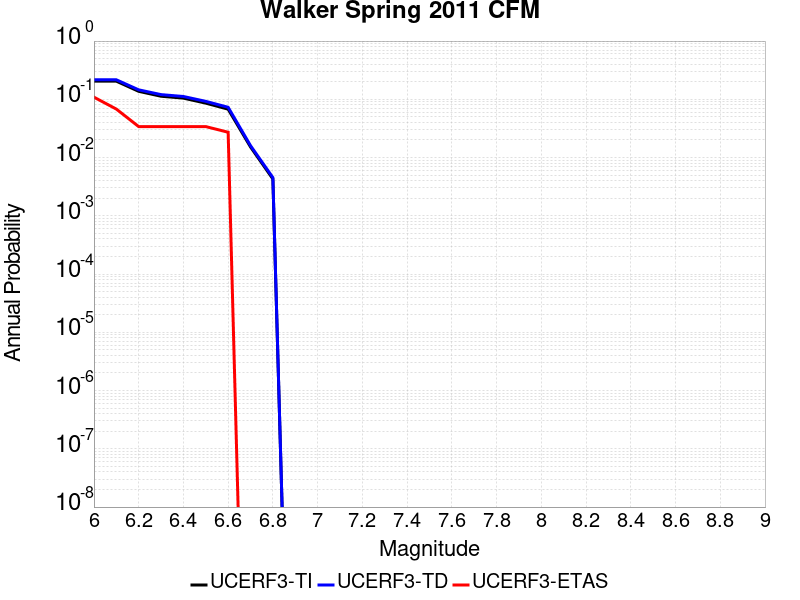 Walker Spring 2011 CFM
10^0
10^-1
10^-2
10^-3
10^-4
10^-5
10^-6
10^-7
10^-8
Annual Probability
6 6.2 6.4 6.6 6.8 7 7.2 7.4 7.6 7.8 8 8.2 8.4 8.6 8.8 9
Magnitude
UCERF3-TI UCERF3-TD UCERF3-ETAS